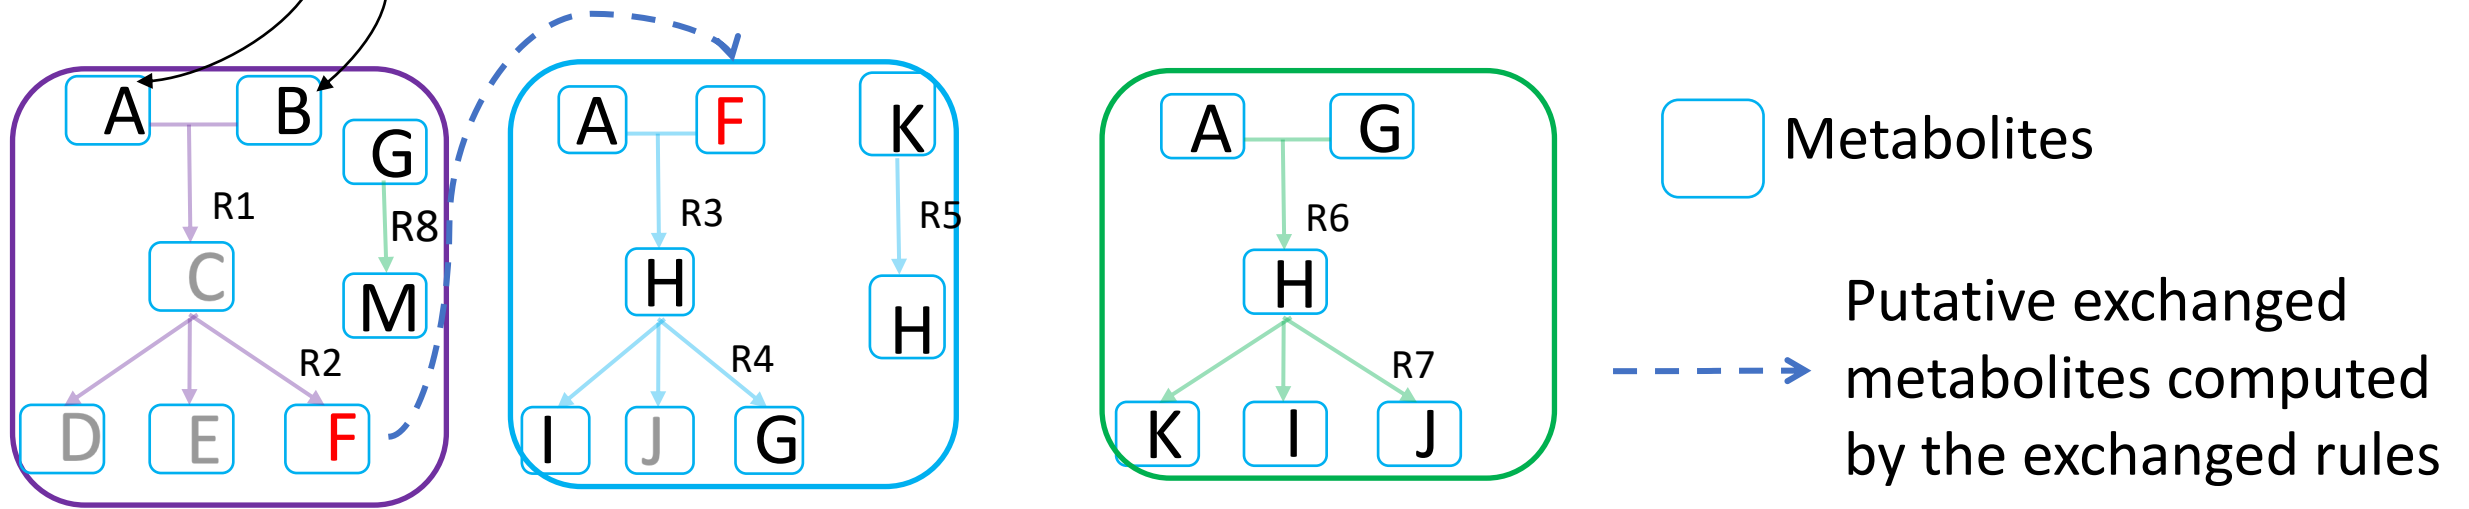 A B
G
R1
R8
C
M
R2
D E F
A F K
R3
R5
H
H
R4
I J G
A G
R6
H
R7
K I J
Metabolites
Putative exchanged
metabolites computed
by the exchanged rules